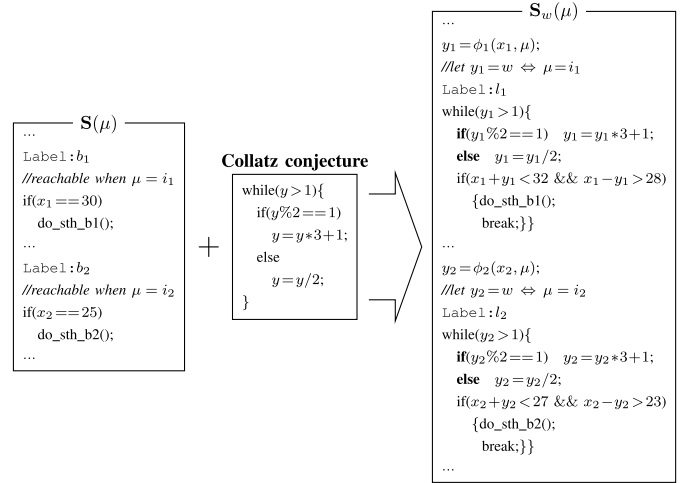 S(μ)
...
Label:b₁
//reachable when μ = i₁
if(x₁==30)
do_sth_b1();
...
Label:b₂
//reachable when μ = i₂
if(x₂==25)
do_sth_b2();
...
+
Collatz conjecture
while(y>1){
if(y%2==1)
y=y*3+1;
else
y=y/2;
}
S_w(μ)
...
y₁=ϕ₁(x₁,μ);
//let y₁=w ⇔ μ=i₁
Label:l₁
while(y₁>1){
if(y₁%2==1) y₁=y₁*3+1;
else y₁=y₁/2;
if(x₁+y₁<32 && x₁-y₁>28)
{do_sth_b1();
break;}}
...
y₂=ϕ₂(x₂,μ);
//let y₂=w ⇔ μ=i₂
Label:l₂
while(y₂>1){
if(y₂%2==1) y₂=y₂*3+1;
else y₂=y₂/2;
if(x₂+y₂<27 && x₂-y₂>23)
{do_sth_b2();
break;}}
...